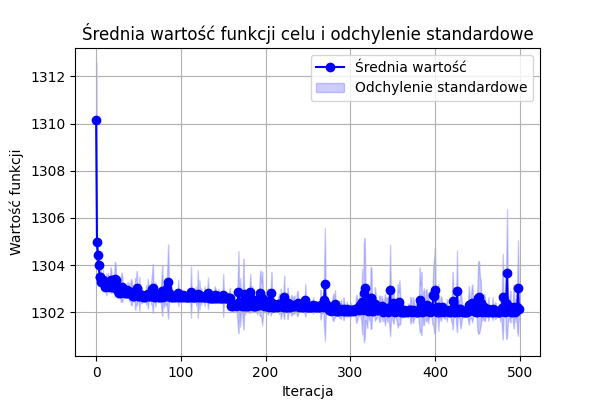 Średnia wartość funkcji celu i odchylenie standardowe
Średnia wartość
Odchylenie standardowe
Wartość funkcji
1312
1310
1308
1306
1304
1302
0 100 200 300 400 500
Iteracja